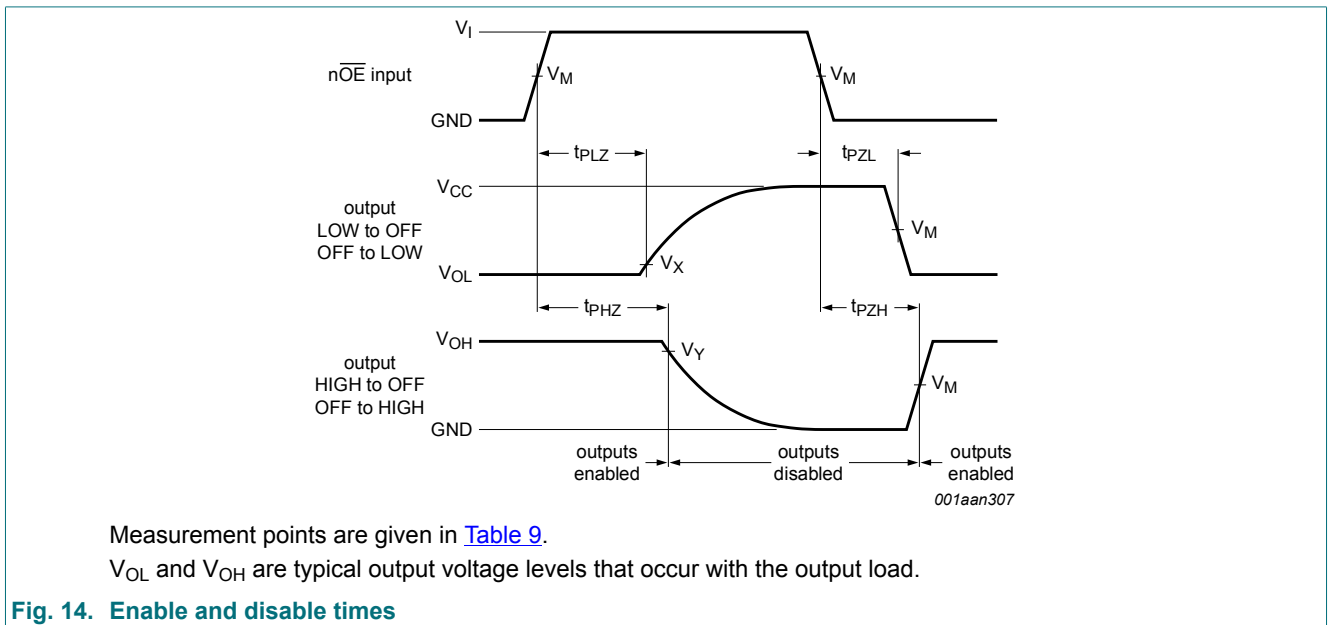 V_I
nOE input
V_M
V_M
GND
t_PLZ
t_PZL
V_CC
output
LOW to OFF
OFF to LOW
V_M
V_X
V_OL
t_PHZ
t_PZH
V_OH
V_Y
output
HIGH to OFF
OFF to HIGH
V_M
GND
outputs
enabled
outputs
disabled
outputs
enabled
001aan307
Measurement points are given in Table 9.
V_OL and V_OH are typical output voltage levels that occur with the output load.
Fig. 14. Enable and disable times